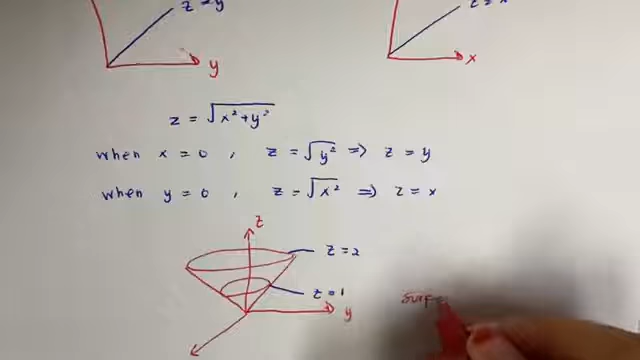 z = y
y
z = x
x
z = √x² + y²
when x = 0 , z = √y² ⟹ z = y
when y = 0 , z = √x² ⟹ z = x
z
z = 2
z = 1
y